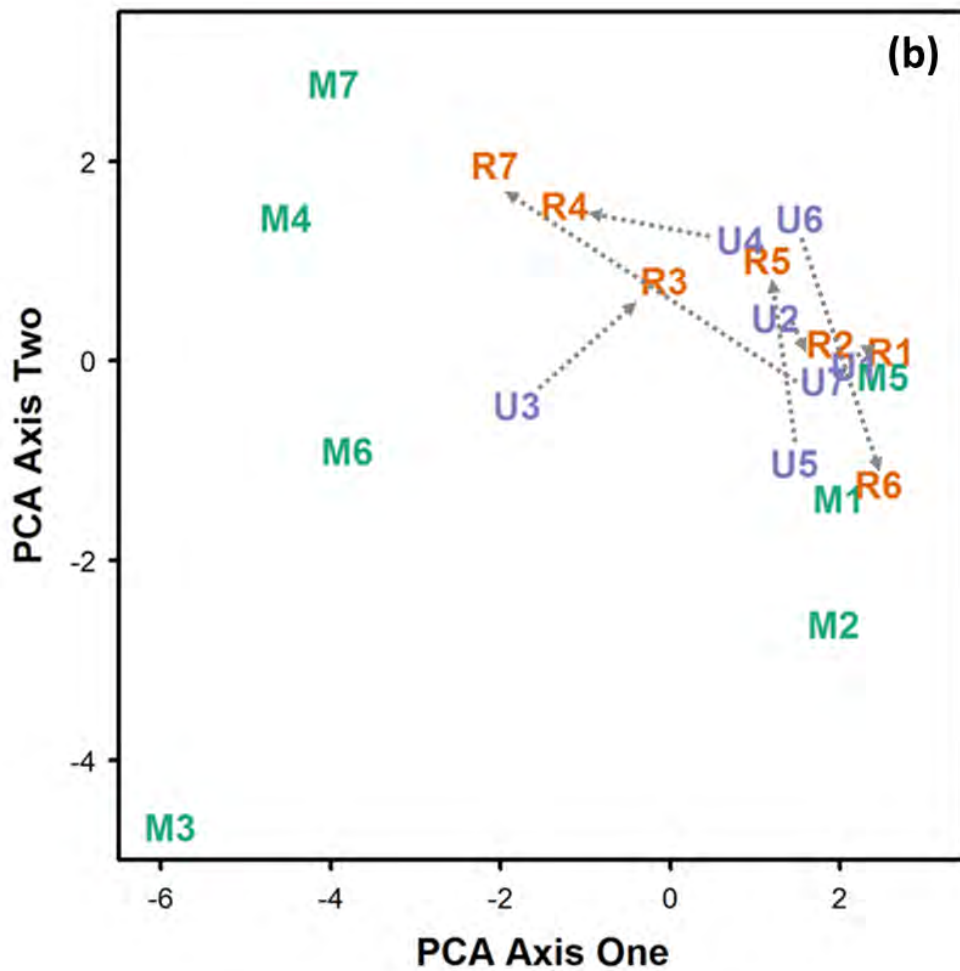 (b)
M7
R7
M4
R4
U6
U4
R5
R3
U2
R2
R1
U1
M5
U7
U3
M6
U5
R6
M1
M2
M3
2
0
-2
-4
-6
-4
-2
0
2
PCA Axis Two
PCA Axis One